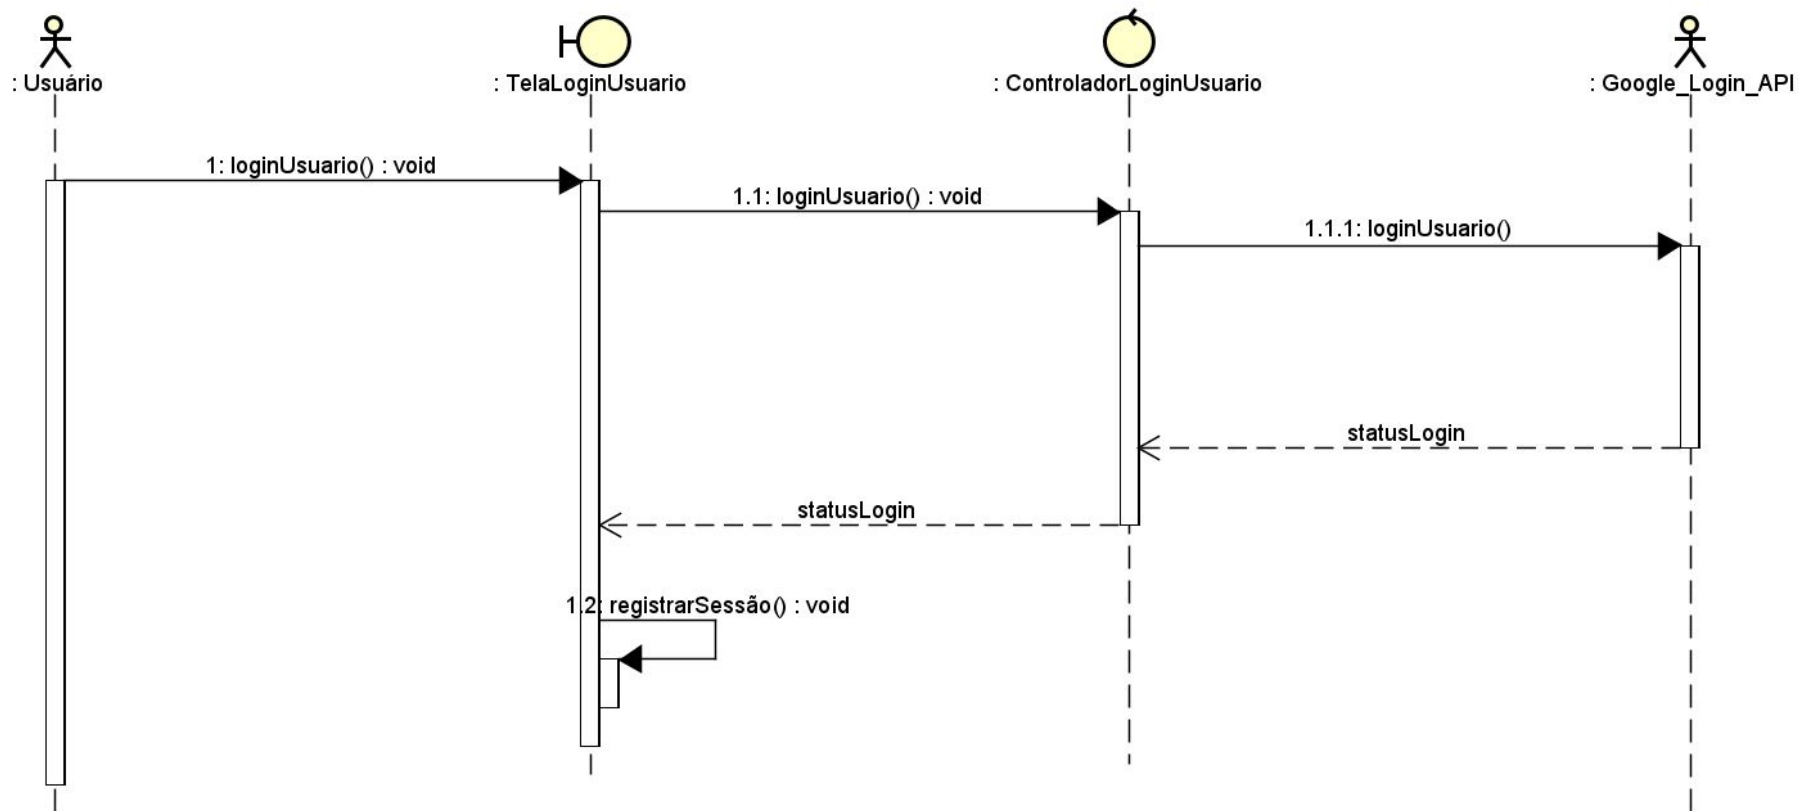 : Usuário
: TelaLoginUsuario
: ControladorLoginUsuario
: Google_Login_API
1: loginUsuario() : void
1.1: loginUsuario() : void
1.1.1: loginUsuario()
statusLogin
statusLogin
1.2: registrarSessão() : void